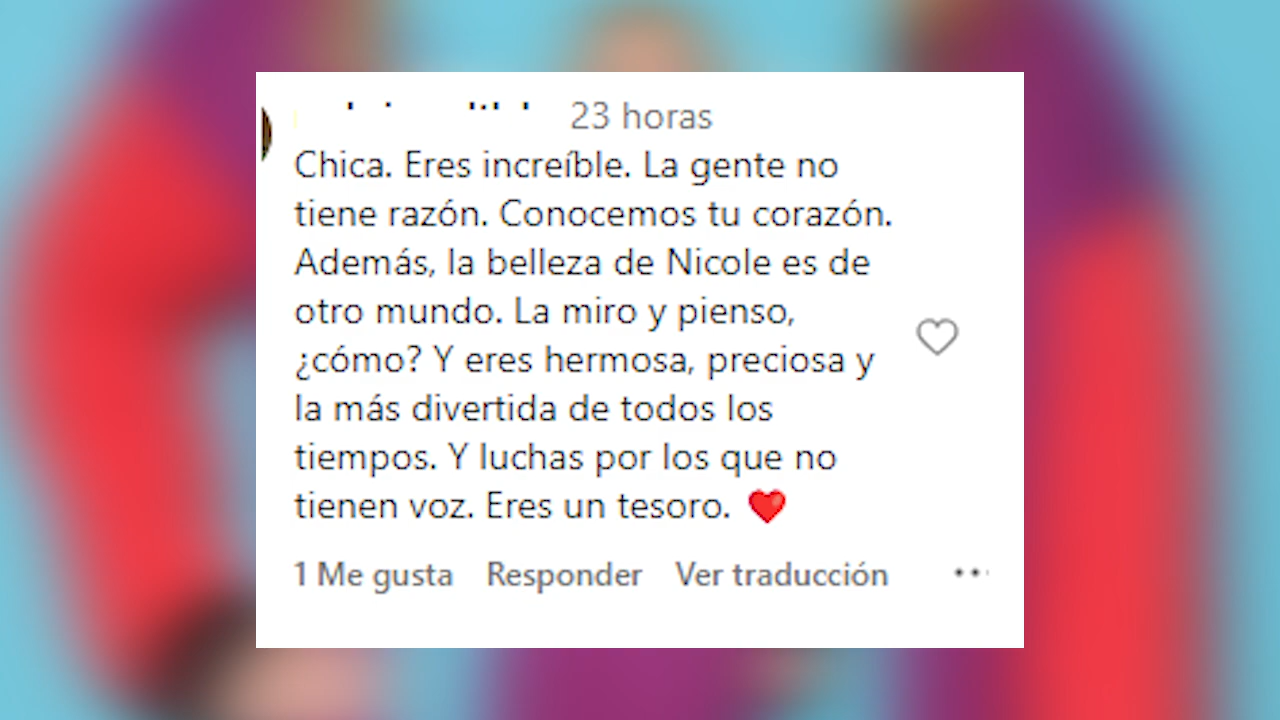 23 horas
Chica. Eres increíble. La gente no
tiene razón. Conocemos tu corazón.
Además, la belleza de Nicole es de
otro mundo. La miro y pienso,
¿cómo? Y eres hermosa, preciosa y
la más divertida de todos los
tiempos. Y luchas por los que no
tienen voz. Eres un tesoro. ❤️
1 Me gusta Responder Ver traducción